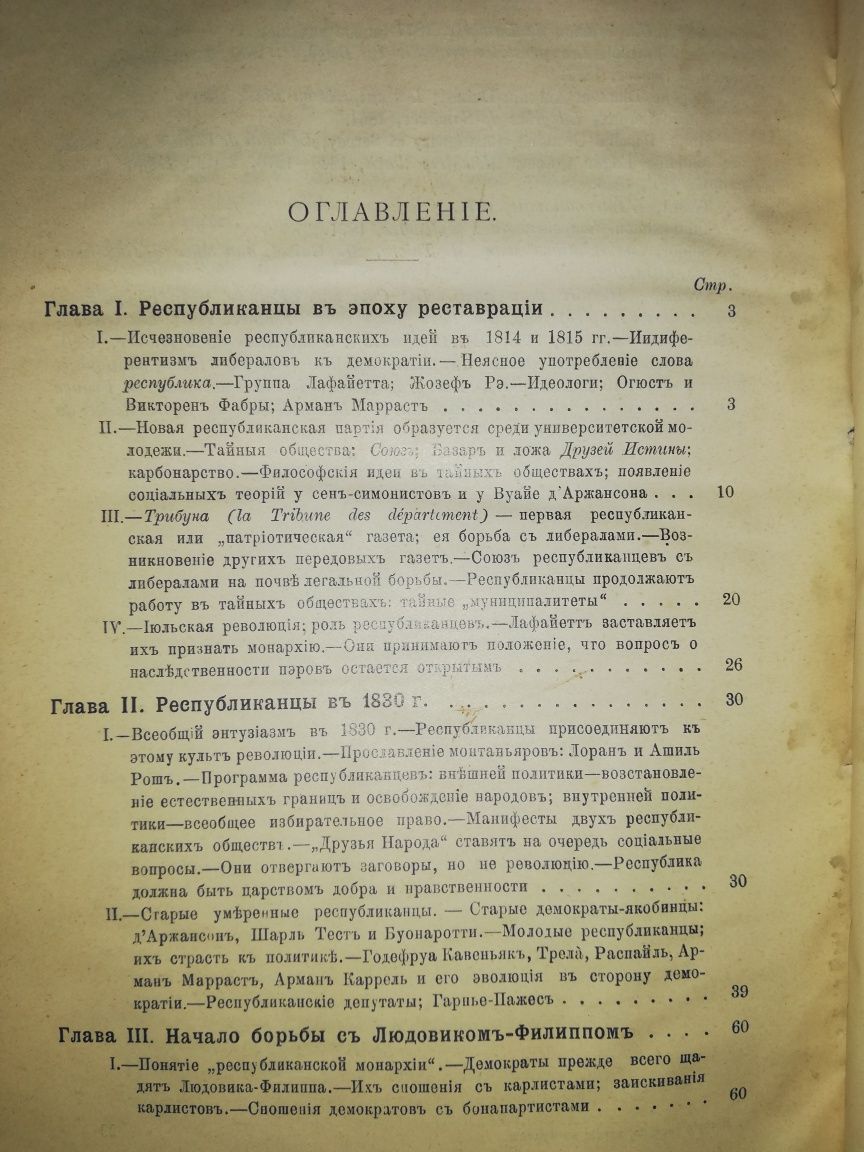 ОГЛАВЛЕНІЕ.
Стр.
Глава I. Республиканцы въ эпоху реставраціи . . . . . . . . . 3
I.—Исчезновеніе республиканскихъ идей въ 1814 и 1815 гг.—Индифе-
рентизмъ либераловъ къ демократіи.—Неясное употребленіе слова
республика.—Группа Лафайетта; Жозефъ Рэ.—Идеологи; Огюстъ и
Викторенъ Фабры; Арманъ Маррастъ . . . . . . . . . . . . . . 3
II.—Новая республиканская партія образуется среди университетской мо-
лодежи.—Тайныя общества: Союзъ; Базаръ и ложа Друзей Истины;
карбонарство.—Философскія идеи въ тайныхъ обществахъ; появленіе
соціальныхъ теорій у сенъ-симонистовъ и у Вуайе д'Аржансона . . . 10
III.—Трибуна (la Tribune des département) — первая республикан-
ская или „патріотическая“ газета; ея борьба съ либералами.—Воз-
никновеніе другихъ передовыхъ газетъ.—Союзъ республиканцевъ съ
либералами на почвѣ легальной борьбы.—Республиканцы продолжаютъ
работу въ тайныхъ обществахъ: тайные „муниципалитеты“ . . . . . 20
IV.—Іюльская революція; роль республиканцевъ.—Лафайеттъ заставляетъ
ихъ признать монархію.—Они принимаютъ положеніе, что вопросъ о
наслѣдственности пэровъ остается открытымъ . . . . . . . . . . 26
Глава II. Республиканцы въ 1830 г. . . . . . . . . . . . . . . 30
I.—Всеобщій энтузіазмъ въ 1830 г.—Республиканцы присоединяютъ къ
этому культъ революціи.—Прославленіе монтаньяровъ: Лоранъ и Ашиль
Рошъ.—Программа республиканцевъ: внѣшней политики—возстановле-
ніе естественныхъ границъ и освобожденіе народовъ; внутренней поли-
тики—всеобщее избирательное право.—Манифесты двухъ республи-
канскихъ обществъ.—„Друзья Народа“ ставятъ на очередь соціальные
вопросы.—Они отвергаютъ заговоры, но не революцію.—Республика
должна быть царствомъ добра и нравственности . . . . . . . . . . 30
II.—Старые умѣренные республиканцы. — Старые демократы-якобинцы:
д'Аржансонъ, Шарль Тестъ и Буонаротти.—Молодые республиканцы;
ихъ страсть къ политикѣ.—Годефруа Кавеньякъ, Трела̀, Распайль, Ар-
манъ Маррастъ, Арманъ Каррель и его эволюція въ сторону демо-
кратіи.—Республиканскіе депутаты; Гарнье-Пажесъ . . . . . . . . . 39
Глава III. Начало борьбы съ Людовикомъ-Филиппомъ . . . . 60
I.—Понятіе „республиканской монархіи“.—Демократы прежде всего ща-
дятъ Людовика-Филиппа.—Ихъ сношенія съ карлистами; заискиванія
карлистовъ.—Сношенія демократовъ съ бонапартистами . . . . . . . 60